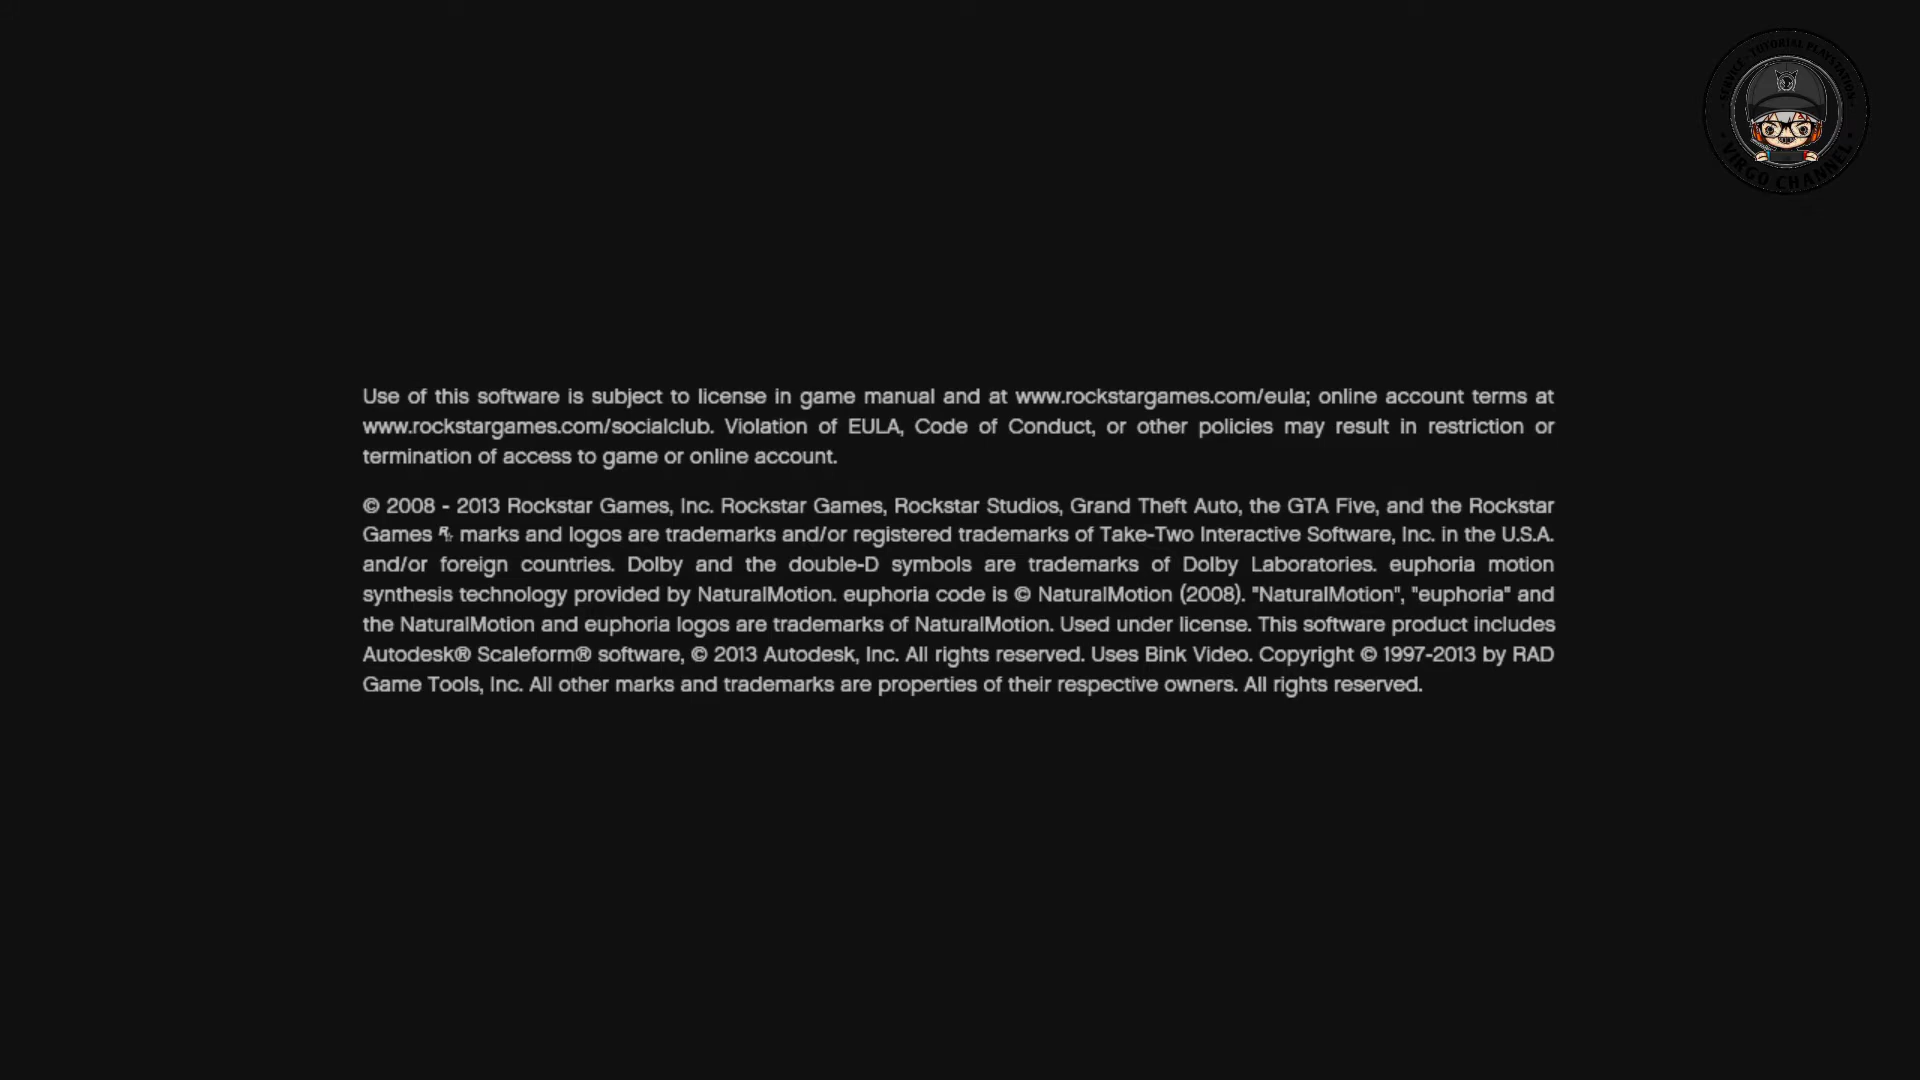 SERVICE - TUTORIAL PLAYSTATION
VIRGO CHANNEL
Use of this software is subject to license in game manual and at www.rockstargames.com/eula; online account terms at
www.rockstargames.com/socialclub. Violation of EULA, Code of Conduct, or other policies may result in restriction or
termination of access to game or online account.
© 2008 - 2013 Rockstar Games, Inc. Rockstar Games, Rockstar Studios, Grand Theft Auto, the GTA Five, and the Rockstar
Games R* marks and logos are trademarks and/or registered trademarks of Take-Two Interactive Software, Inc. in the U.S.A.
and/or foreign countries. Dolby and the double-D symbols are trademarks of Dolby Laboratories. euphoria motion
synthesis technology provided by NaturalMotion. euphoria code is © NaturalMotion (2008). "NaturalMotion", "euphoria" and
the NaturalMotion and euphoria logos are trademarks of NaturalMotion. Used under license. This software product includes
Autodesk® Scaleform® software, © 2013 Autodesk, Inc. All rights reserved. Uses Bink Video. Copyright © 1997-2013 by RAD
Game Tools, Inc. All other marks and trademarks are properties of their respective owners. All rights reserved.